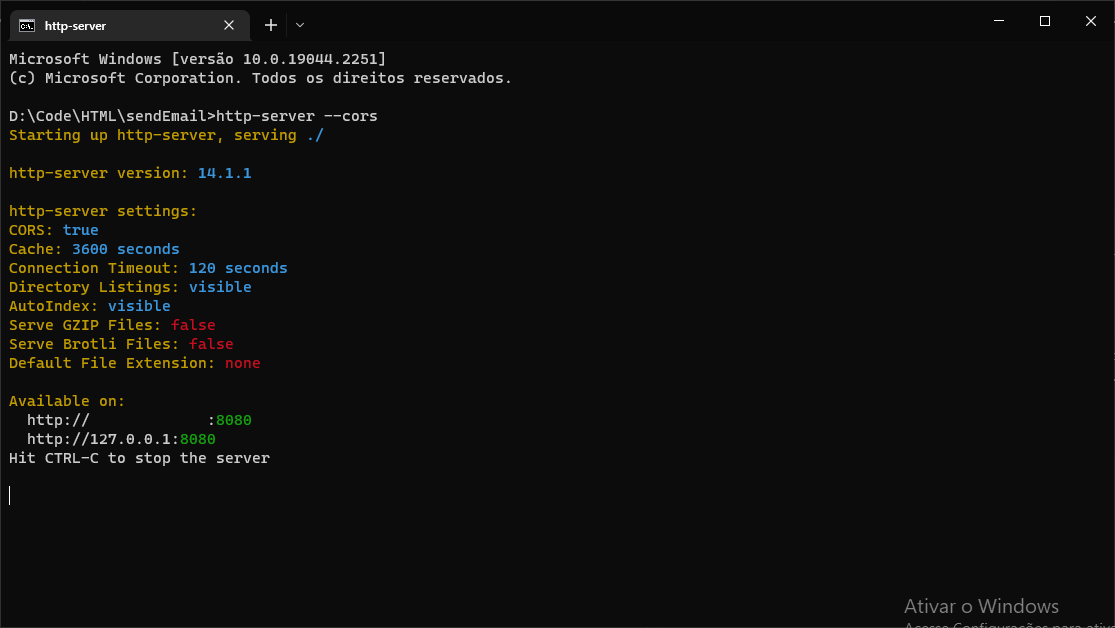 http-server
Microsoft Windows [versão 10.0.19044.2251]
(c) Microsoft Corporation. Todos os direitos reservados.
D:\Code\HTML\sendEmail>http-server --cors
Starting up http-server, serving ./
http-server version: 14.1.1
http-server settings:
CORS: true
Cache: 3600 seconds
Connection Timeout: 120 seconds
Directory Listings: visible
AutoIndex: visible
Serve GZIP Files: false
Serve Brotli Files: false
Default File Extension: none
Available on:
http:// :8080
http://127.0.0.1:8080
Hit CTRL-C to stop the server
Ativar o Windows
Acesse Configurações para